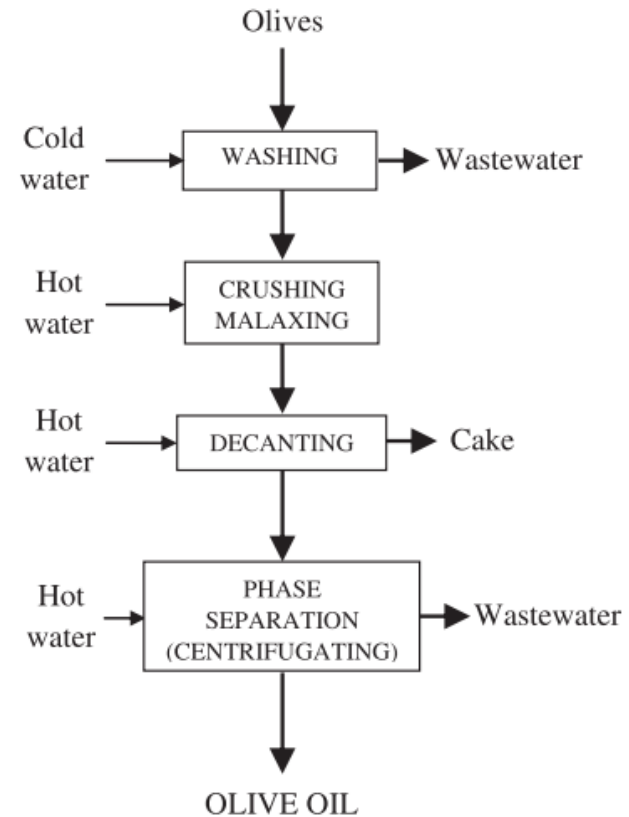 Olives
Cold
water
WASHING
Wastewater
Hot
water
CRUSHING
MALAXING
Hot
water
DECANTING
Cake
Hot
water
PHASE
SEPARATION
(CENTRIFUGATING)
Wastewater
OLIVE OIL